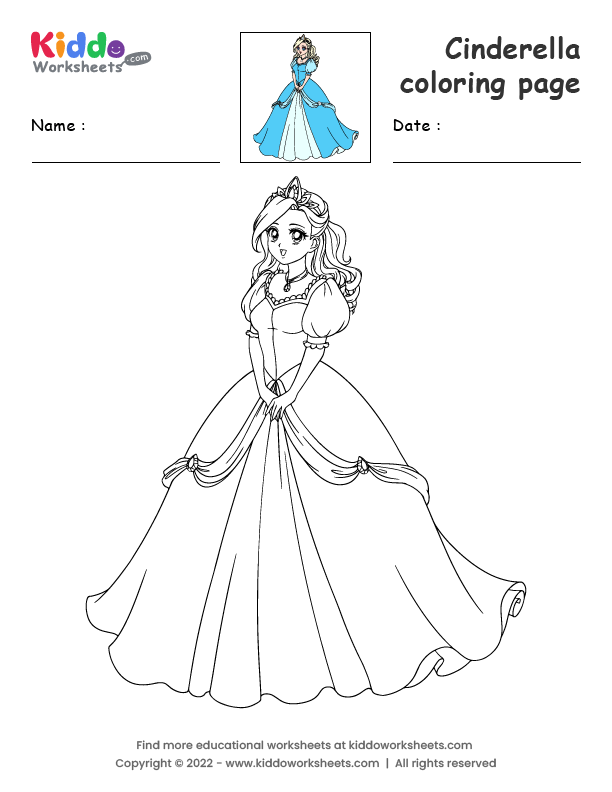 Kiddo
Worksheets.com
Cinderella
coloring page
Name :
Date :
Find more educational worksheets at kiddoworksheets.com
Copyright © 2022 - www.kiddoworksheets.com | All rights reserved